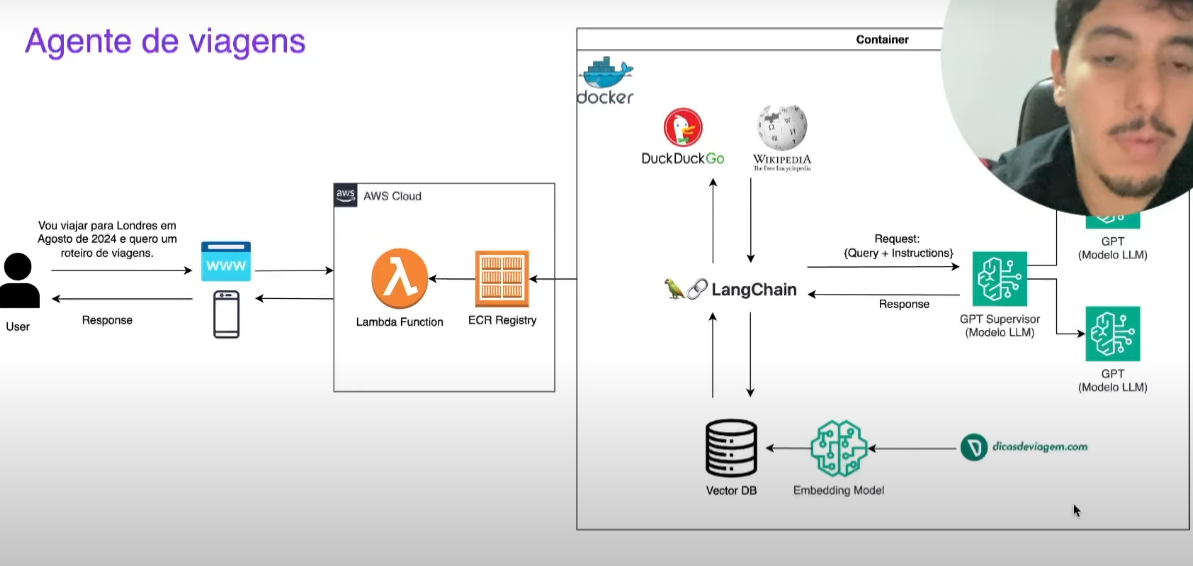 Agente de viagens
Container
docker
DuckDuckGo
WIKIPEDIA
The Free Encyclopedia
aws
AWS Cloud
Vou viajar para Londres em
Agosto de 2024 e quero um
roteiro de viagens.
WWW
User
Response
Lambda Function
ECR Registry
LangChain
Request:
{Query + Instructions}
Response
GPT Supervisor
(Modelo LLM)
GPT
(Modelo LLM)
GPT
(Modelo LLM)
Vector DB
Embedding Model
dicasdeviagem.com